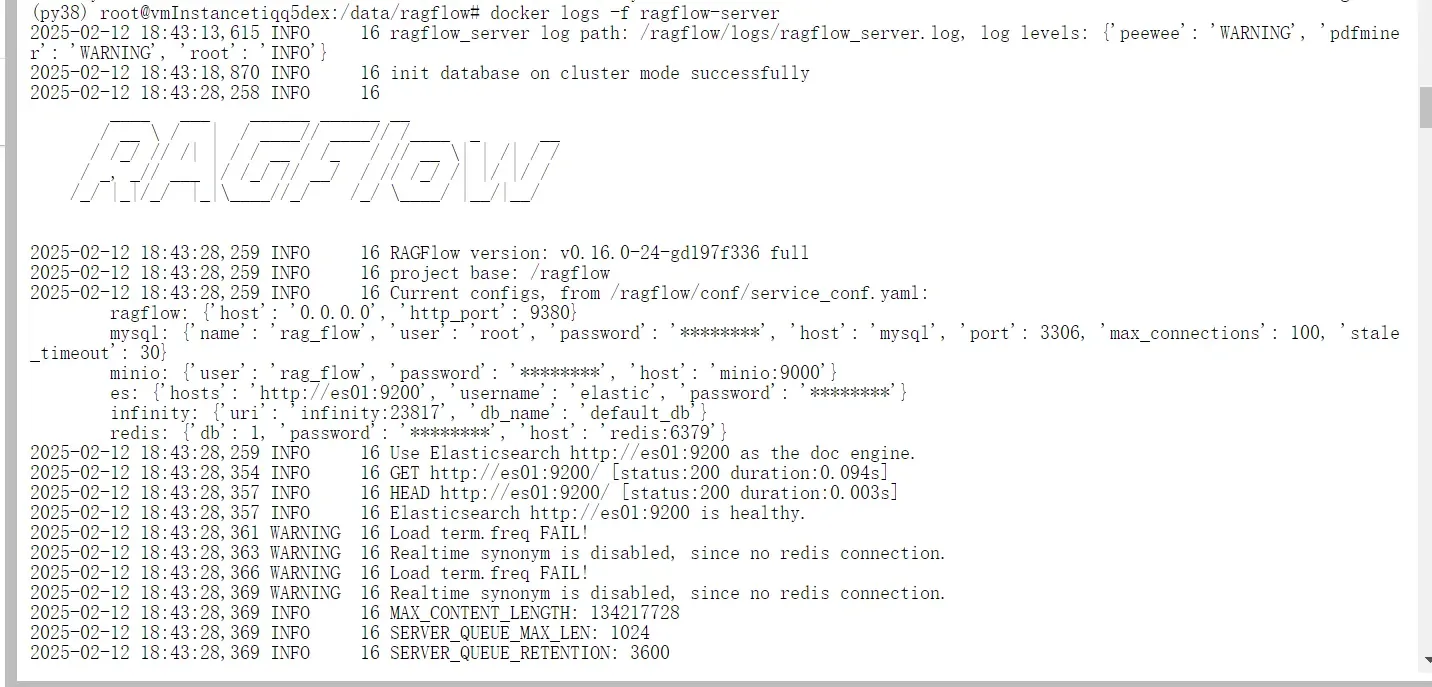 (py38) root@vmInstancetiqq5dex:/data/ragflow# docker logs -f ragflow-server
2025-02-12 18:43:13,615 INFO     16 ragflow_server log path: /ragflow/logs/ragflow_server.log, log levels: {'peewee': 'WARNING', 'pdfmine
r': 'WARNING', 'root': 'INFO'}
2025-02-12 18:43:18,870 INFO     16 init database on cluster mode successfully
2025-02-12 18:43:28,258 INFO     16
RAGFlow
2025-02-12 18:43:28,259 INFO     16 RAGFlow version: v0.16.0-24-gd197f336 full
2025-02-12 18:43:28,259 INFO     16 project base: /ragflow
2025-02-12 18:43:28,259 INFO     16 Current configs, from /ragflow/conf/service_conf.yaml:
        ragflow: {'host': '0.0.0.0', 'http_port': 9380}
        mysql: {'name': 'rag_flow', 'user': 'root', 'password': '********', 'host': 'mysql', 'port': 3306, 'max_connections': 100, 'stale
_timeout': 30}
        minio: {'user': 'rag_flow', 'password': '********', 'host': 'minio:9000'}
        es: {'hosts': 'http://es01:9200', 'username': 'elastic', 'password': '********'}
        infinity: {'uri': 'infinity:23817', 'db_name': 'default_db'}
        redis: {'db': 1, 'password': '********', 'host': 'redis:6379'}
2025-02-12 18:43:28,259 INFO     16 Use Elasticsearch http://es01:9200 as the doc engine.
2025-02-12 18:43:28,354 INFO     16 GET http://es01:9200/ [status:200 duration:0.094s]
2025-02-12 18:43:28,357 INFO     16 HEAD http://es01:9200/ [status:200 duration:0.003s]
2025-02-12 18:43:28,357 INFO     16 Elasticsearch http://es01:9200 is healthy.
2025-02-12 18:43:28,361 WARNING  16 Load term.freq FAIL!
2025-02-12 18:43:28,363 WARNING  16 Realtime synonym is disabled, since no redis connection.
2025-02-12 18:43:28,366 WARNING  16 Load term.freq FAIL!
2025-02-12 18:43:28,369 WARNING  16 Realtime synonym is disabled, since no redis connection.
2025-02-12 18:43:28,369 INFO     16 MAX_CONTENT_LENGTH: 134217728
2025-02-12 18:43:28,369 INFO     16 SERVER_QUEUE_MAX_LEN: 1024
2025-02-12 18:43:28,369 INFO     16 SERVER_QUEUE_RETENTION: 3600